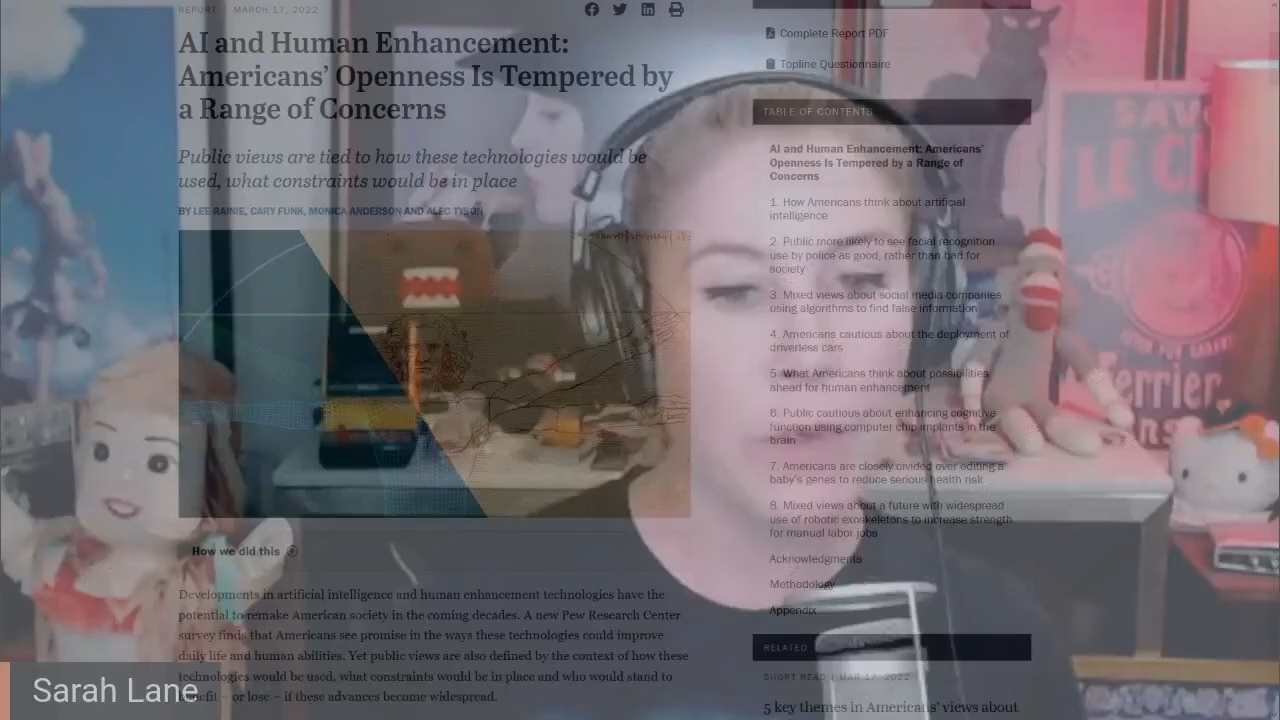 REPORT | MARCH 17, 2022
AI and Human Enhancement:
Americans' Openness Is Tempered by
a Range of Concerns
Public views are tied to how these technologies would be
used, what constraints would be in place
BY LEE RAINIE, CARY FUNK, MONICA ANDERSON AND ALEC TYSON
How we did this
Developments in artificial intelligence and human enhancement technologies have the
potential to remake American society in the coming decades. A new Pew Research Center
survey finds that Americans see promise in the ways these technologies could improve
daily life and human abilities. Yet public views are also defined by the context of how these
technologies would be used, what constraints would be in place and who would stand to
benefit – or lose – if these advances become widespread.
Complete Report PDF
Topline Questionnaire
TABLE OF CONTENTS
AI and Human Enhancement: Americans'
Openness Is Tempered by a Range of
Concerns
1. How Americans think about artificial
intelligence
2. Public more likely to see facial recognition
use by police as good, rather than bad for
society
3. Mixed views about social media companies
using algorithms to find false information
4. Americans cautious about the deployment of
driverless cars
5. What Americans think about possibilities
ahead for human enhancement
6. Public cautious about enhancing cognitive
function using computer chip implants in the
brain
7. Americans are closely divided over editing a
baby's genes to reduce serious health risk
8. Mixed views about a future with widespread
use of robotic exoskeletons to increase strength
for manual labor jobs
Acknowledgments
Methodology
Appendix
RELATED
SHORT READ | MAR 17, 2022
5 key themes in Americans' views about
SAV
LE C
Perrier
Sarah Lane